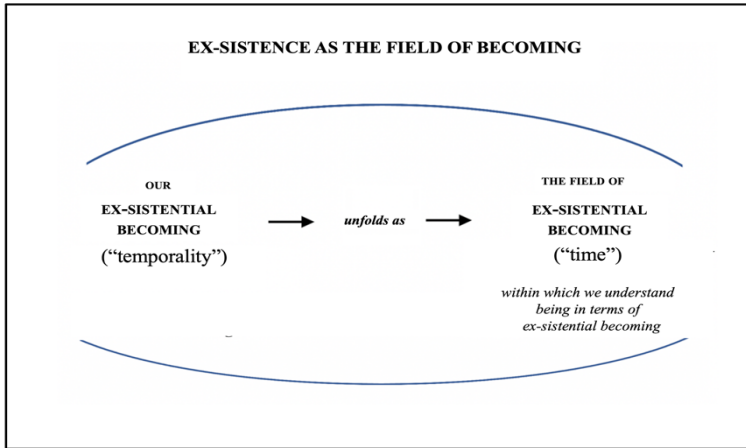 EX-SISTENCE AS THE FIELD OF BECOMING
OUR
EX-SISTENTIAL
BECOMING
(“temporality”)
unfolds as
THE FIELD OF
EX-SISTENTIAL
BECOMING
(“time”)
within which we understand
being in terms of
ex-sistential becoming